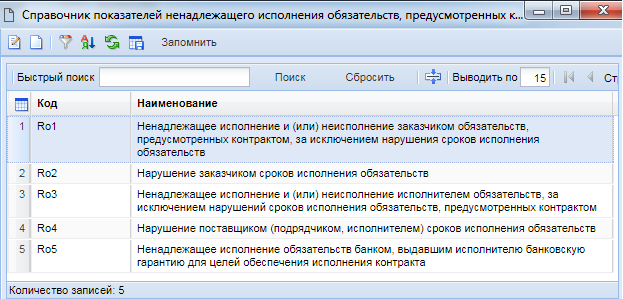 Справочник показателей ненадлежащего исполнения обязательств, предусмотренных к...
Запомнить
Быстрый поиск Поиск Сбросить Выводить по 15 Ст
Код Наименование
1 Ro1 Ненадлежащее исполнение и (или) неисполнение заказчиком обязательств,
предусмотренных контрактом, за исключением нарушения сроков исполнения
обязательств
2 Ro2 Нарушение заказчиком сроков исполнения обязательств
3 Ro3 Ненадлежащее исполнение и (или) неисполнение исполнителем обязательств, за
исключением нарушений сроков исполнения обязательств, предусмотренных контрактом
4 Ro4 Нарушение поставщиком (подрядчиком, исполнителем) сроков исполнения обязательств
5 Ro5 Ненадлежащее исполнение обязательств банком, выдавшим исполнителю банковскую
гарантию для целей обеспечения исполнения контракта
Количество записей: 5